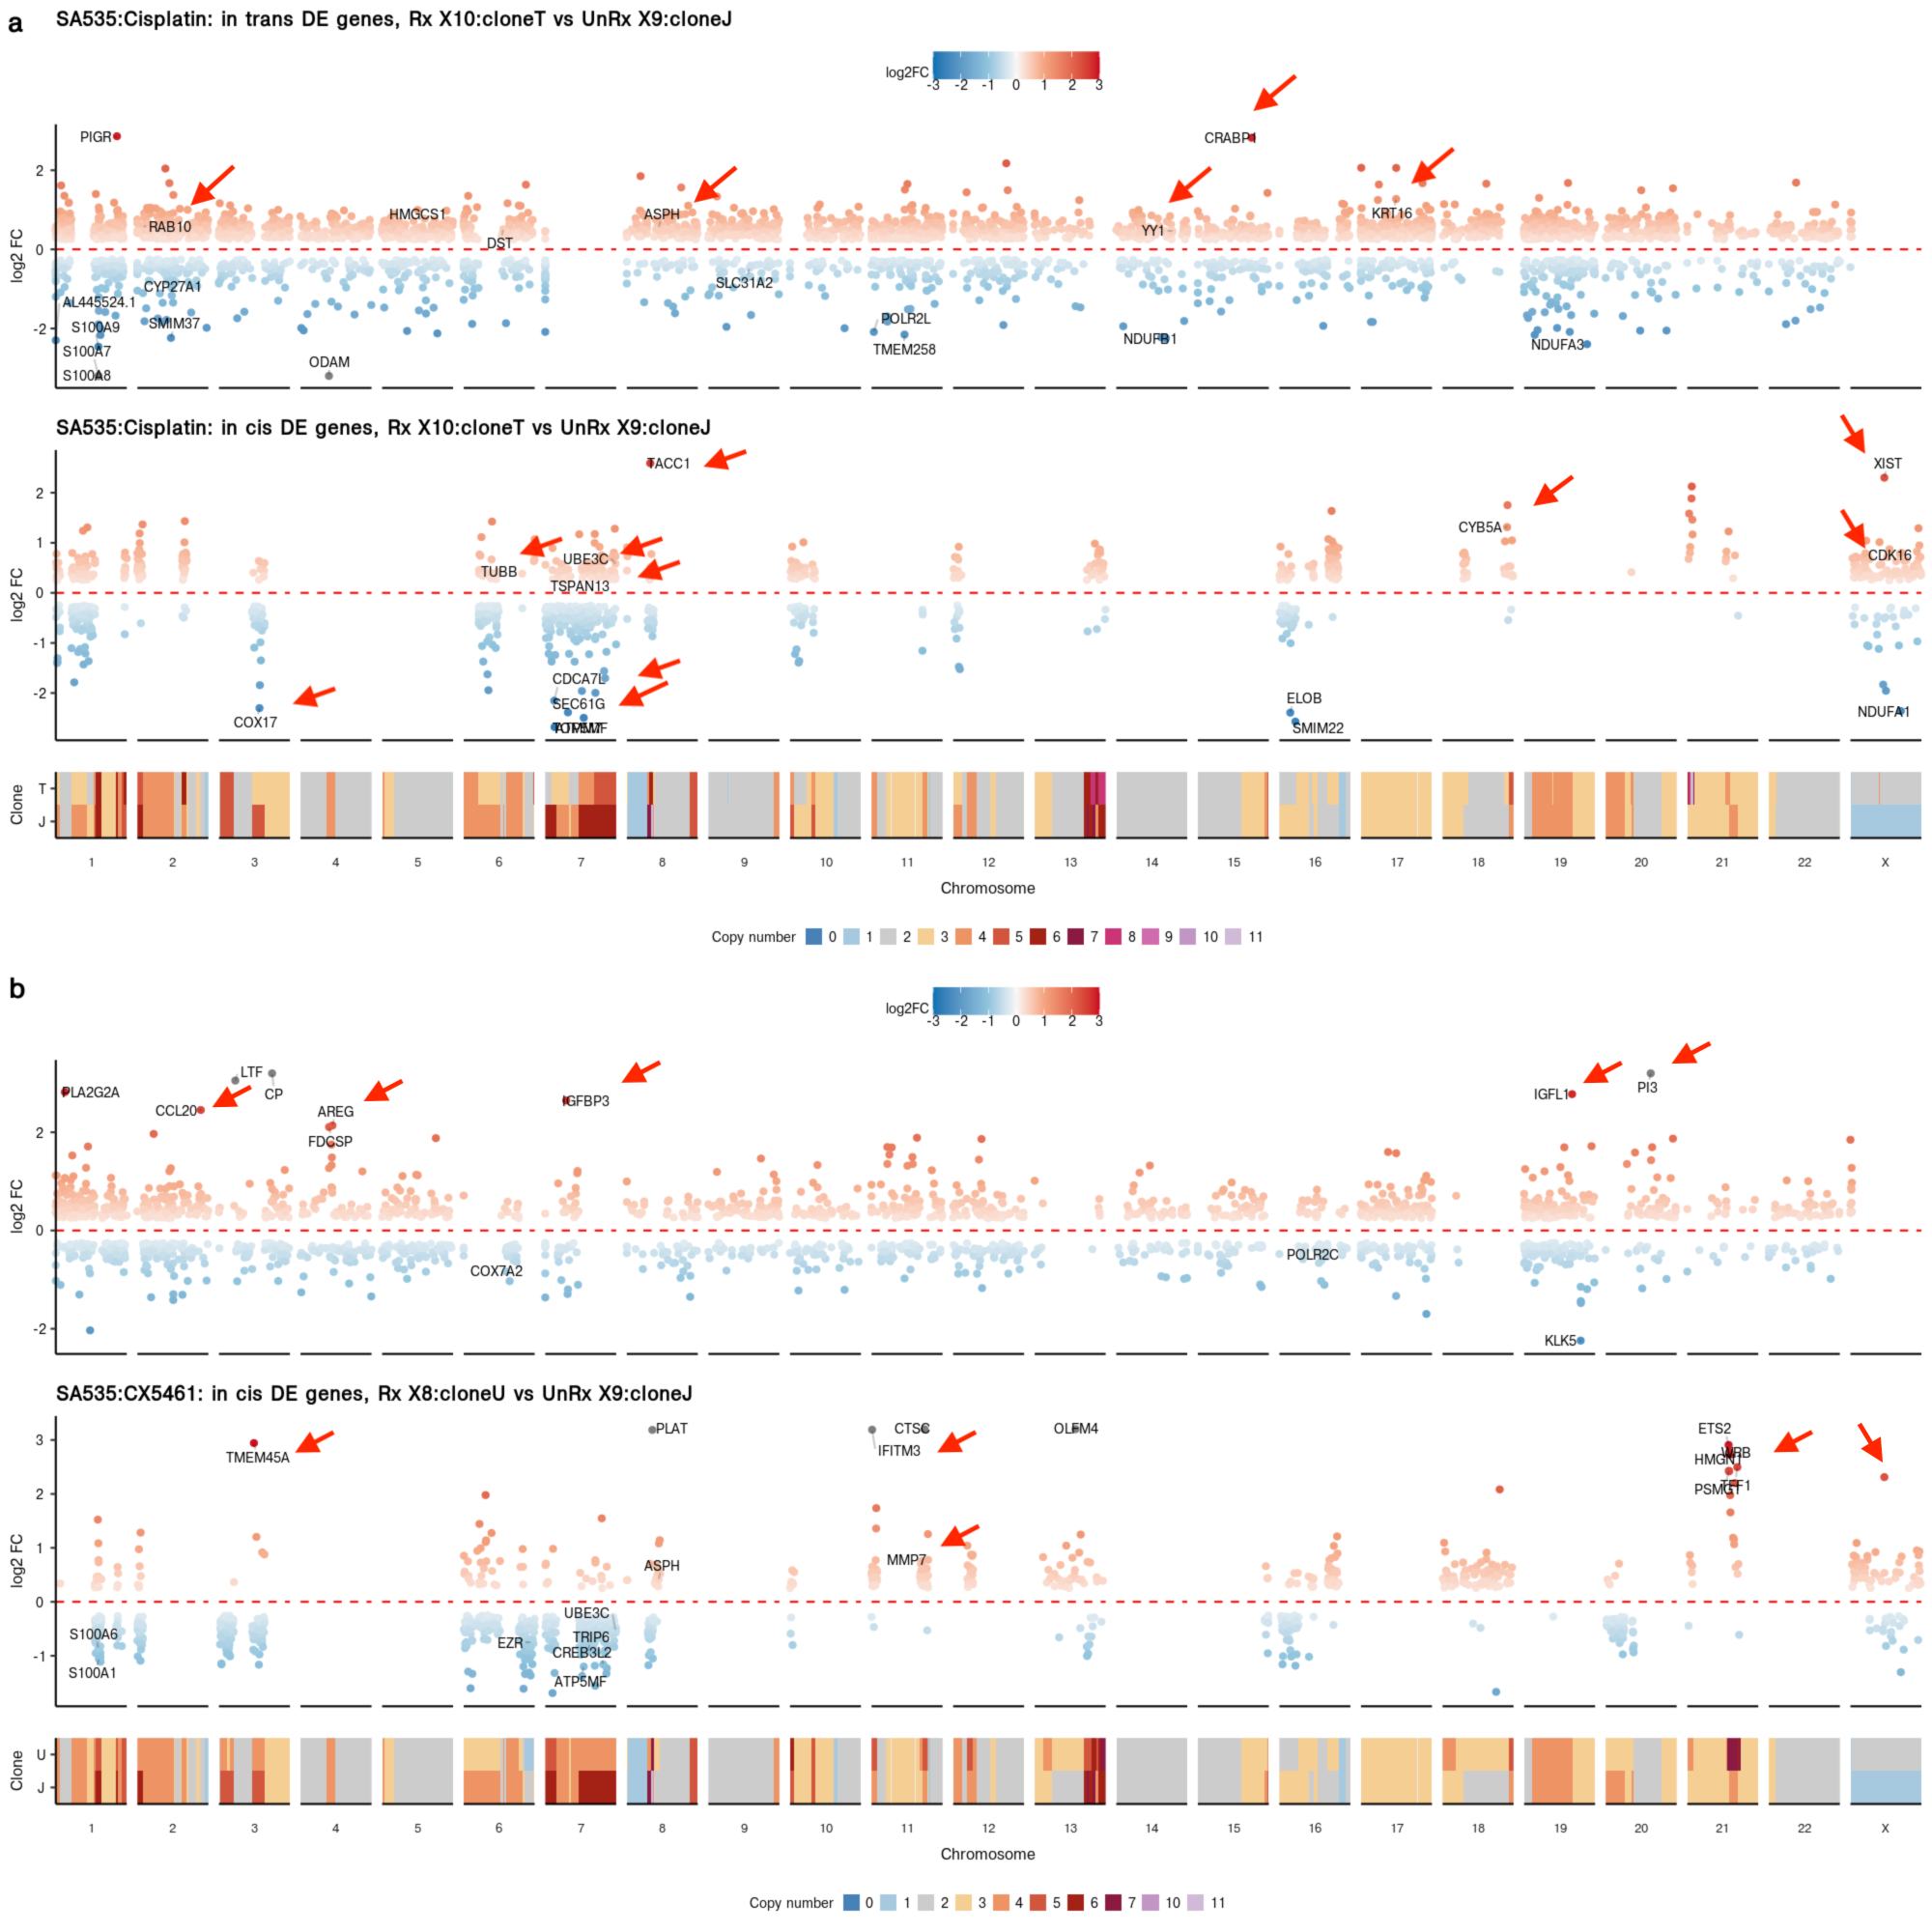 a
SA535:Cisplatin: in trans DE genes, Rx X10:cloneT vs UnRx X9:cloneJ
log2FC
-3 -2 -1 0 1 2 3
log2 FC
2
0
-2
PIGR
RAB10
HMGCS1
DST
ASPH
YY1
CRABP1
KRT16
AL445524.1
S100A9
S100A7
S100A8
CYP27A1
SMIM37
ODAM
SLC31A2
POLR2L
TMEM258
NDUFB1
NDUFA3
SA535:Cisplatin: in cis DE genes, Rx X10:cloneT vs UnRx X9:cloneJ
log2 FC
2
1
0
-1
-2
TACC1
XIST
CYB5A
CDK16
UBE3C
TUBB
TSPAN13
CDCA7L
SEC61G
COX17
ELOB
SMIM22
NDUFA1
Clone
T
J
1 2 3 4 5 6 7 8 9 10 11 12 13 14 15 16 17 18 19 20 21 22 X
Chromosome
Copy number 0 1 2 3 4 5 6 7 8 9 10 11
b
log2FC
-3 -2 -1 0 1 2 3
log2 FC
2
0
-2
PLA2G2A
CCL20
LTF
CP
AREG
FDCSP
IGFBP3
IGFL1
PI3
COX7A2
POLR2C
KLK5
SA535:CX5461: in cis DE genes, Rx X8:cloneU vs UnRx X9:cloneJ
log2 FC
3
2
1
0
-1
TMEM45A
PLAT
CTSC
IFITM3
OLFM4
ETS2
WRB
HMGN1
TFF1
PSMG1
MMP7
ASPH
S100A6
S100A1
EZR
UBE3C
TRIP6
CREB3L2
ATP5MF
Clone
U
J
1 2 3 4 5 6 7 8 9 10 11 12 13 14 15 16 17 18 19 20 21 22 X
Chromosome
Copy number 0 1 2 3 4 5 6 7 10 11